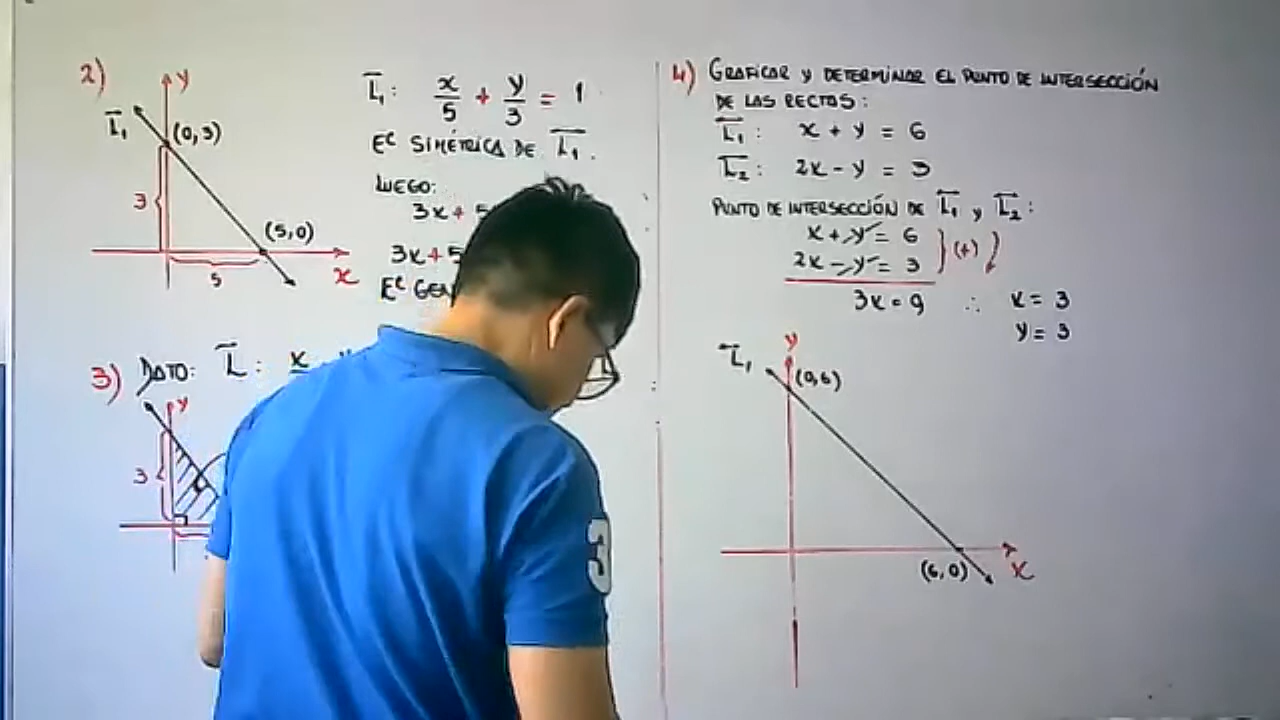 2)
y
L₁
(0,3)
3
(5,0)
5
x
L₁: x/5 + y/3 = 1
EC SIMÉTRICA DE L₁.
LUEGO:
3x + 5
3x + 5
EC GEN
3) DATO: L: x
y
3
4) GRAFICAR Y DETERMINAR EL PUNTO DE INTERSECCIÓN
DE LAS RECTAS:
L₁: x + y = 6
L₂: 2x - y = 3
PUNTO DE INTERSECCIÓN DE L₁ y L₂:
x + y = 6
2x - y = 3 } (+)
3x = 9 ∴ x = 3
y = 3
y
L₁
(0,6)
(6,0)
x
3